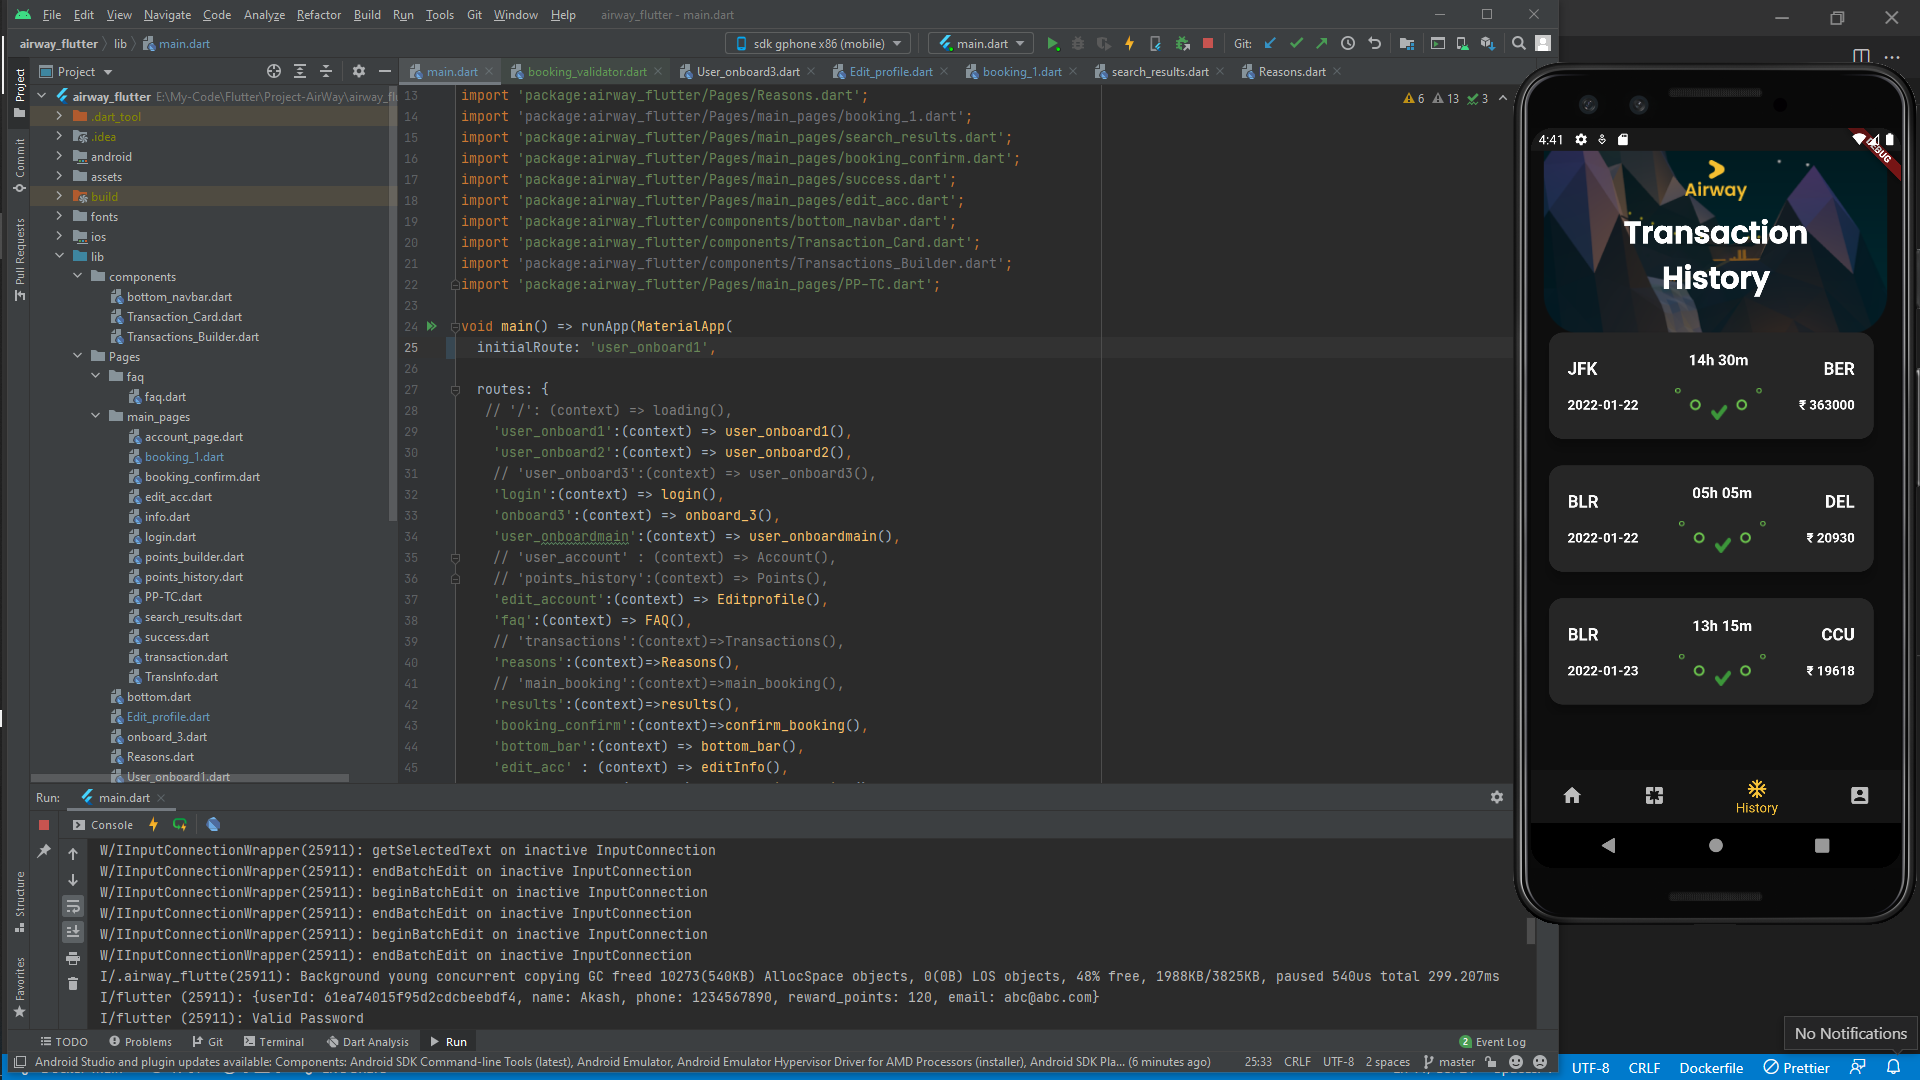 File Edit View Navigate Code Analyze Refactor Build Run Tools Git Window Help airway_flutter - main.dart
airway_flutter lib main.dart
sdk gphone x86 (mobile) main.dart Git:
Project
Commit
Pull Requests
Structure
Favorites
Project
main.dart booking_validator.dart User_onboard3.dart Edit_profile.dart booking_1.dart search_results.dart Reasons.dart
airway_flutter E:\My-Code\Flutter\Project-AirWay\airway_fl
.dart_tool
.idea
android
assets
build
fonts
ios
lib
components
bottom_navbar.dart
Transaction_Card.dart
Transactions_Builder.dart
Pages
faq
faq.dart
main_pages
account_page.dart
booking_1.dart
booking_confirm.dart
edit_acc.dart
info.dart
login.dart
points_builder.dart
points_history.dart
PP-TC.dart
search_results.dart
success.dart
transaction.dart
TransInfo.dart
bottom.dart
Edit_profile.dart
onboard_3.dart
Reasons.dart
User_onboard1.dart
6 13 3
13 import 'package:airway_flutter/Pages/Reasons.dart';
14 import 'package:airway_flutter/Pages/main_pages/booking_1.dart';
15 import 'package:airway_flutter/Pages/main_pages/search_results.dart';
16 import 'package:airway_flutter/Pages/main_pages/booking_confirm.dart';
17 import 'package:airway_flutter/Pages/main_pages/success.dart';
18 import 'package:airway_flutter/Pages/main_pages/edit_acc.dart';
19 import 'package:airway_flutter/components/bottom_navbar.dart';
20 import 'package:airway_flutter/components/Transaction_Card.dart';
21 import 'package:airway_flutter/components/Transactions_Builder.dart';
22 import 'package:airway_flutter/Pages/main_pages/PP-TC.dart';
23
24 void main() => runApp(MaterialApp(
25 initialRoute: 'user_onboard1',
26
27 routes: {
28 // '/': (context) => loading(),
29 'user_onboard1':(context) => user_onboard1(),
30 'user_onboard2':(context) => user_onboard2(),
31 // 'user_onboard3':(context) => user_onboard3(),
32 'login':(context) => login(),
33 'onboard3':(context) => onboard_3(),
34 'user_onboardmain':(context) => user_onboardmain(),
35 // 'user_account' : (context) => Account(),
36 // 'points_history':(context) => Points(),
37 'edit_account':(context) => Editprofile(),
38 'faq':(context) => FAQ(),
39 // 'transactions':(context)=>Transactions(),
40 'reasons':(context)=>Reasons(),
41 // 'main_booking':(context)=>main_booking(),
42 'results':(context)=>results(),
43 'booking_confirm':(context)=>confirm_booking(),
44 'bottom_bar':(context) => bottom_bar(),
45 'edit_acc' : (context) => editInfo(),
Run: main.dart
Console
W/IInputConnectionWrapper(25911): getSelectedText on inactive InputConnection
W/IInputConnectionWrapper(25911): endBatchEdit on inactive InputConnection
W/IInputConnectionWrapper(25911): beginBatchEdit on inactive InputConnection
W/IInputConnectionWrapper(25911): endBatchEdit on inactive InputConnection
W/IInputConnectionWrapper(25911): beginBatchEdit on inactive InputConnection
W/IInputConnectionWrapper(25911): endBatchEdit on inactive InputConnection
I/.airway_flutte(25911): Background young concurrent copying GC freed 10273(540KB) AllocSpace objects, 0(0B) LOS objects, 48% free, 1988KB/3825KB, paused 540us total 299.207ms
I/flutter (25911): {userId: 61ea74015f95d2cdcbeebdf4, name: Akash, phone: 1234567890, reward_points: 120, email: abc@abc.com}
I/flutter (25911): Valid Password
TODO Problems Git Terminal Dart Analysis Run 2 Event Log
Android Studio and plugin updates available: Components: Android SDK Command-line Tools (latest), Android Emulator, Android Emulator Hypervisor Driver for AMD Processors (installer), Android SDK Pla... (6 minutes ago) 25:33 CRLF UTF-8 2 spaces master
4:41
DEBUG
Airway
Transaction
History
JFK 14h 30m BER
2022-01-22 ₹ 363000
BLR 05h 05m DEL
2022-01-22 ₹ 20930
BLR 13h 15m CCU
2022-01-23 ₹ 19618
History
No Notifications
UTF-8 CRLF Dockerfile Prettier